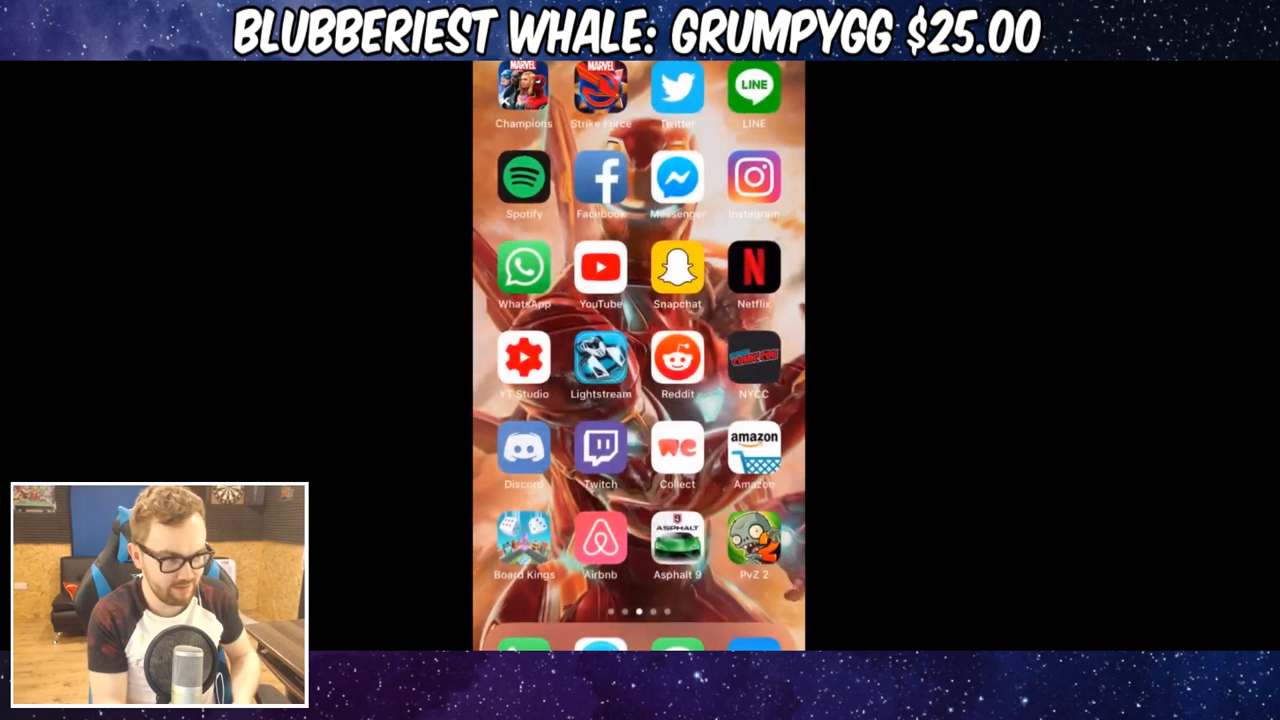 BLUBBERIEST WHALE: GRUMPYGG $25.00
MARVEL MARVEL LINE
Champions Strike Force Twitter LINE
Spotify Facebook Messenger Instagram
WhatsApp YouTube Snapchat Netflix
YT Studio Lightstream Reddit NYCC
we amazon
Discord Twitch Collect Amazon
9
ASPHALT
2
Board Kings Airbnb Asphalt 9 PvZ 2